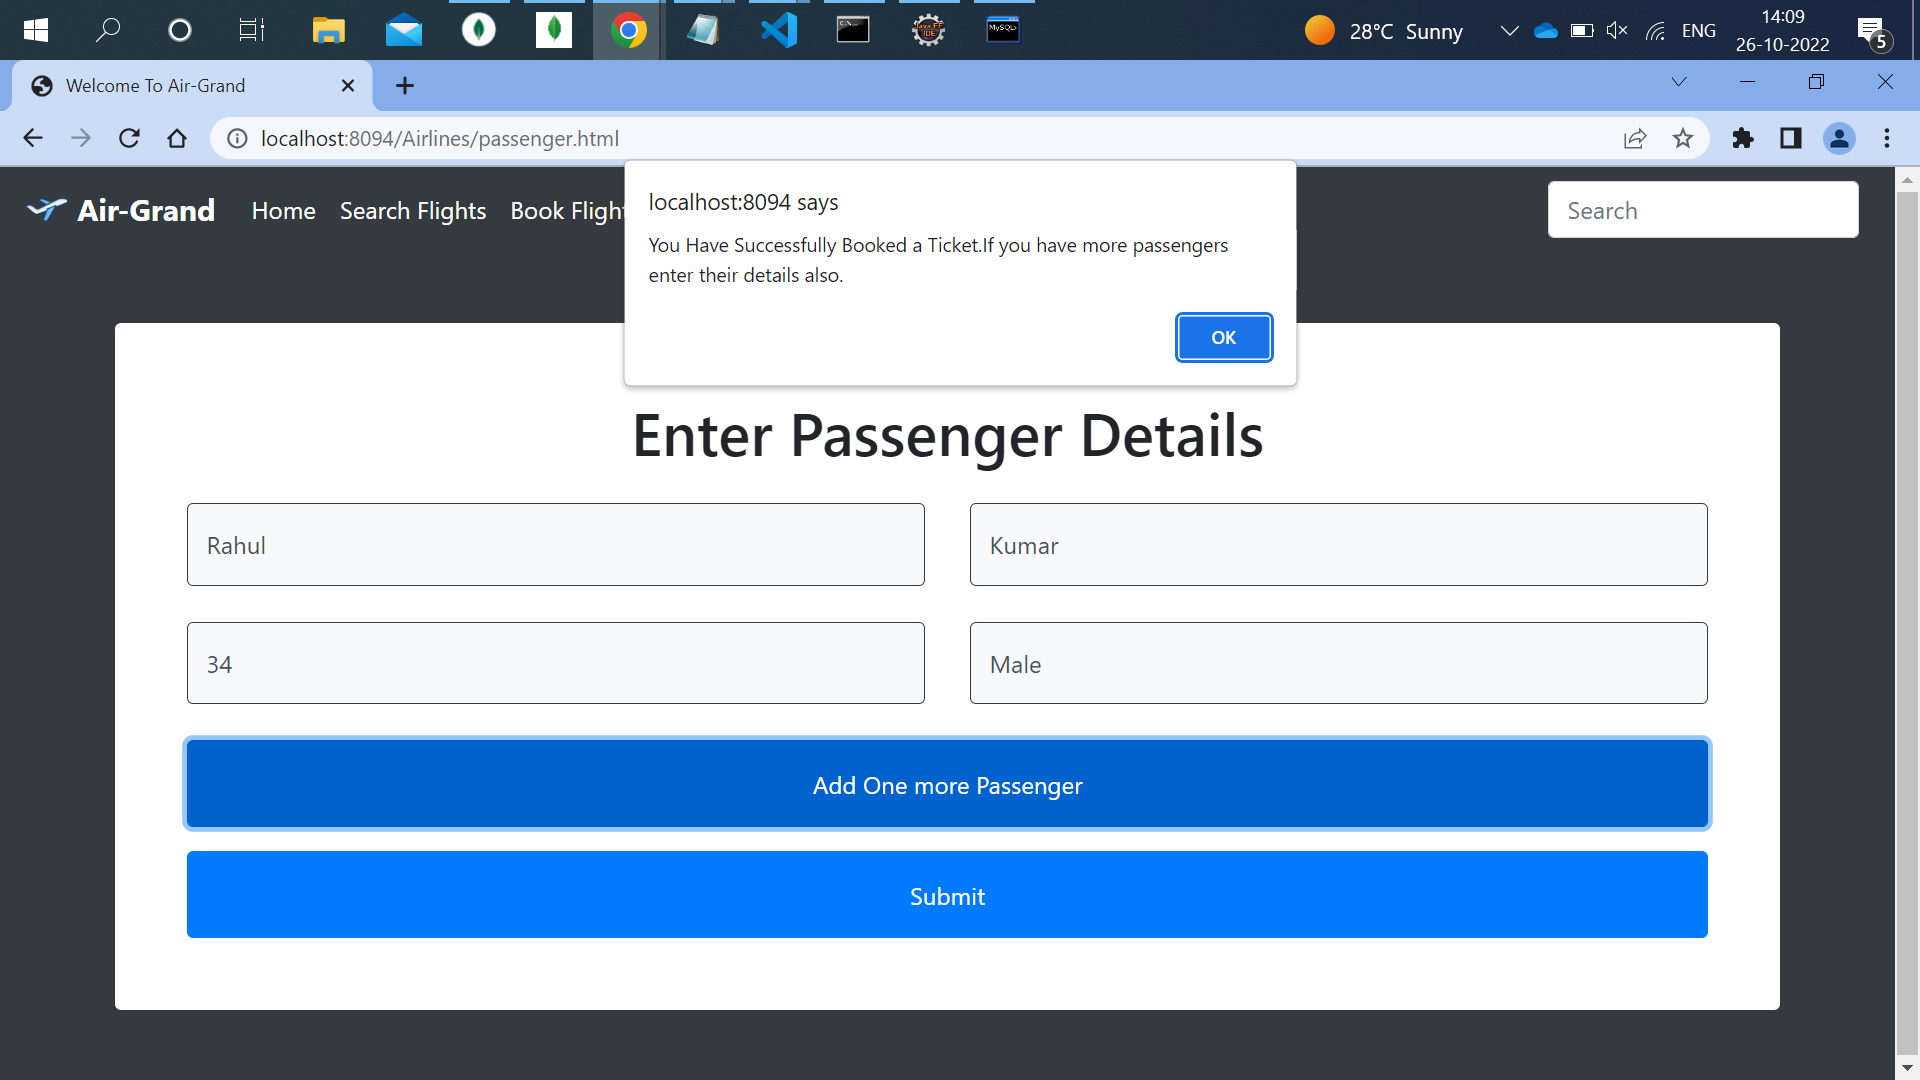 28°C Sunny
ENG
14:09
26-10-2022
5
Welcome To Air-Grand
localhost:8094/Airlines/passenger.html
Air-Grand
Home
Search Flights
Book Flight
Search
localhost:8094 says
You Have Successfully Booked a Ticket.If you have more passengers
enter their details also.
OK
Enter Passenger Details
Rahul
Kumar
34
Male
Add One more Passenger
Submit